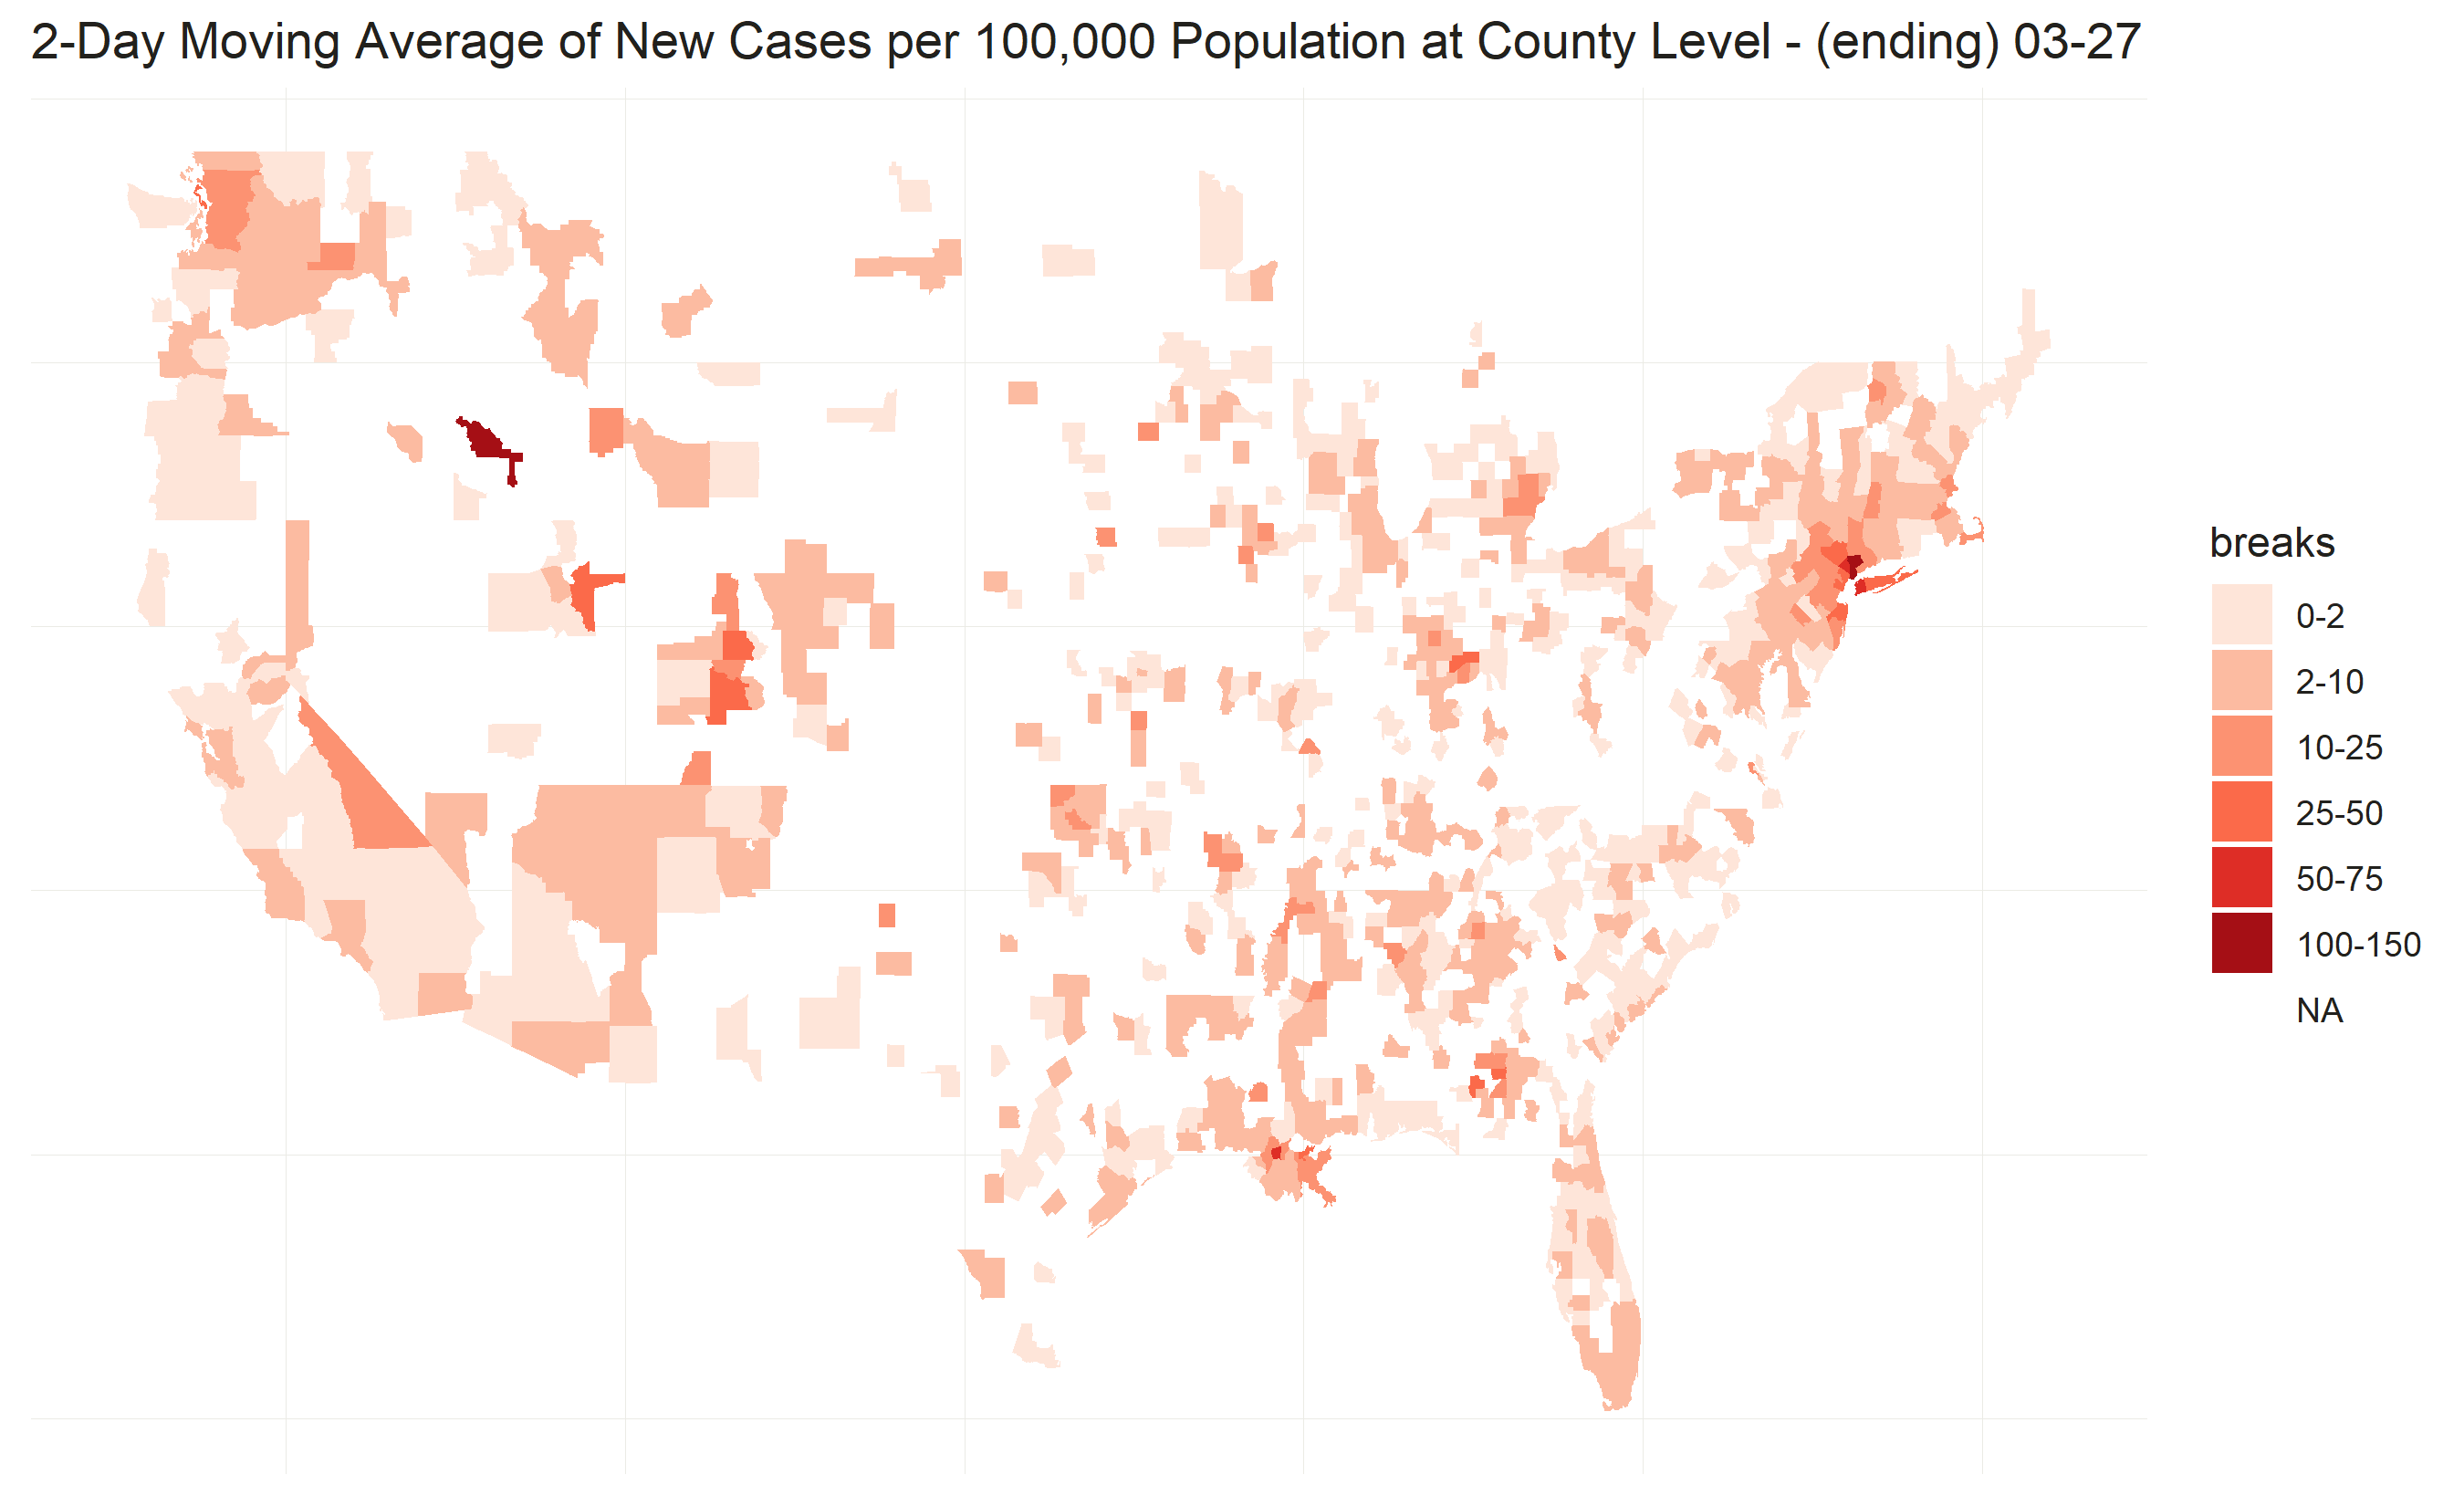 2-Day Moving Average of New Cases per 100,000 Population at County Level - (ending) 03-27
breaks
0-2
2-10
10-25
25-50
50-75
100-150
NA